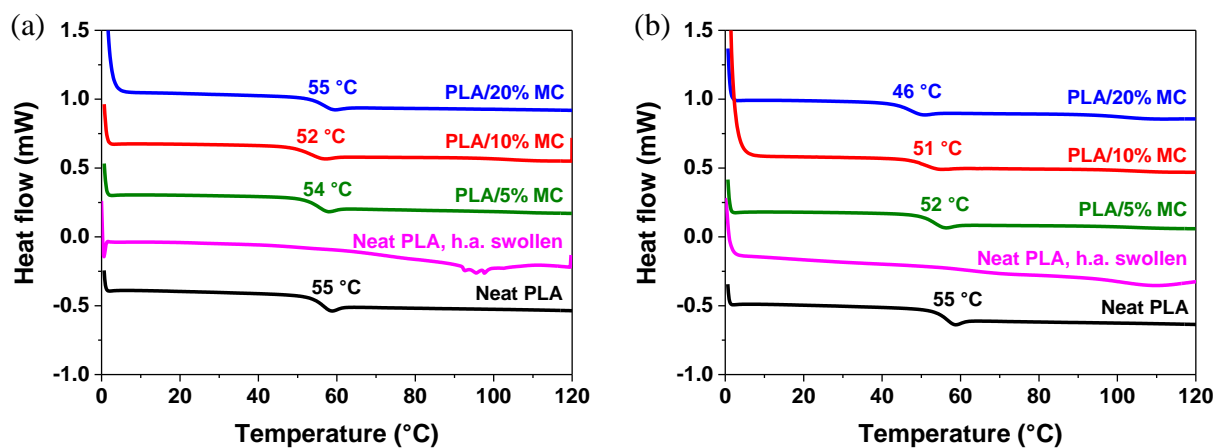 (a)
Heat flow (mW)
1.5
1.0
0.5
0.0
-0.5
-1.0
55 °C
PLA/20% MC
52 °C
PLA/10% MC
54 °C
PLA/5% MC
Neat PLA, h.a. swollen
55 °C
Neat PLA
0 20 40 60 80 100 120
Temperature (°C)
(b)
Heat flow (mW)
1.5
1.0
0.5
0.0
-0.5
-1.0
46 °C
PLA/20% MC
51 °C
PLA/10% MC
52 °C
PLA/5% MC
Neat PLA, h.a. swollen
55 °C
Neat PLA
0 20 40 60 80 100 120
Temperature (°C)